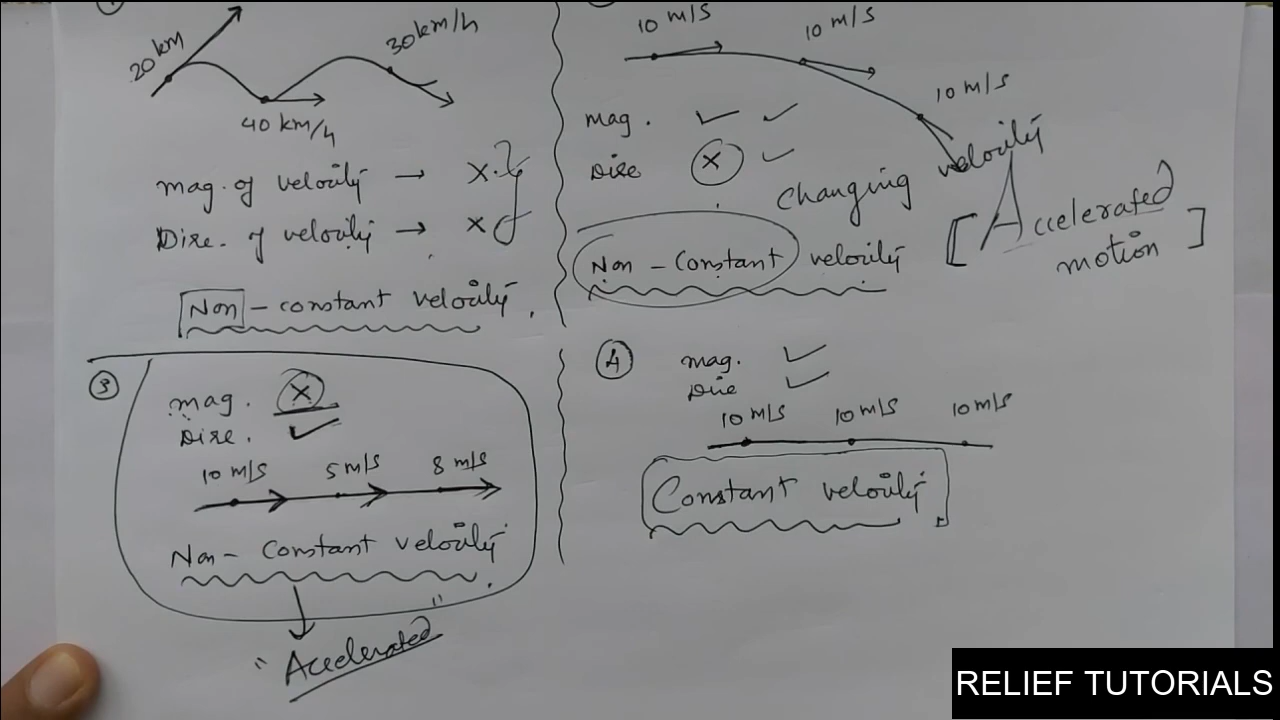 20 km
30 km/h
40 km/h
Mag. of velocity → ×
Dire. of velocity → ×
Non-constant velocity.
10 m/s
10 m/s
10 m/s
mag. ✓ ✓
Dire × ✓
Changing velocity
Non-Constant velocity
[Accelerated
motion]
③
mag. ×
Dire. ✓
10 m/s 5 m/s 8 m/s
Non-Constant velocity.
"Accelerated"
④
mag. ✓
Dire ✓
10 m/s 10 m/s 10 m/s
Constant velocity
RELIEF TUTORIALS